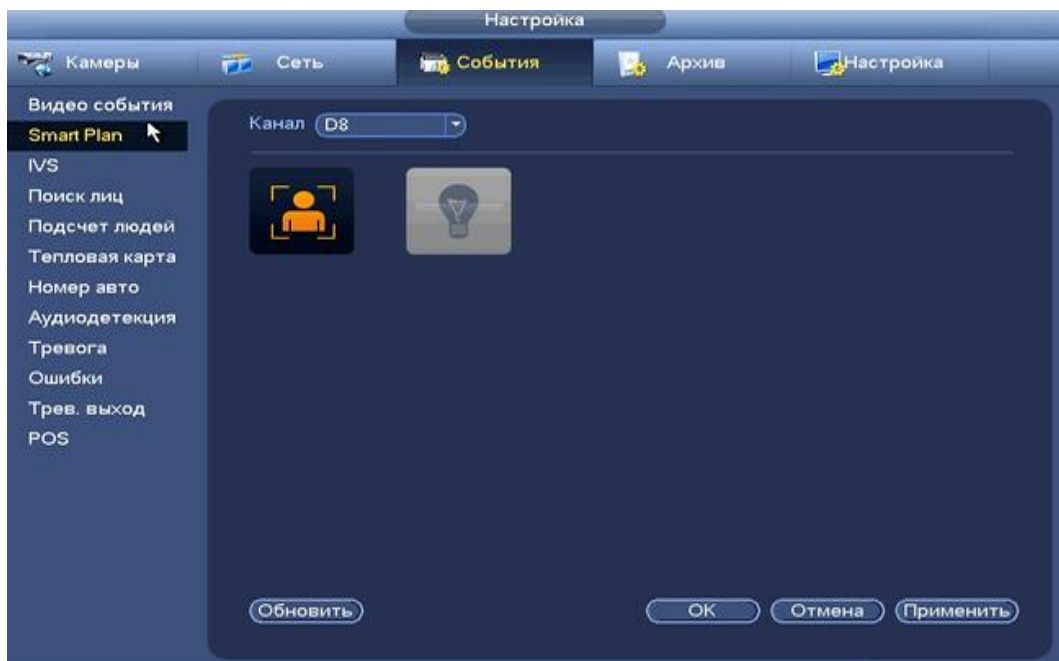 Настройка
Камеры
Сеть
События
Архив
Настройка
Видео события
Smart Plan
IVS
Поиск лиц
Подсчет людей
Тепловая карта
Номер авто
Аудиодетекция
Тревога
Ошибки
Трев. выход
POS
Канал D8
Обновить
OK
Отмена
Применить